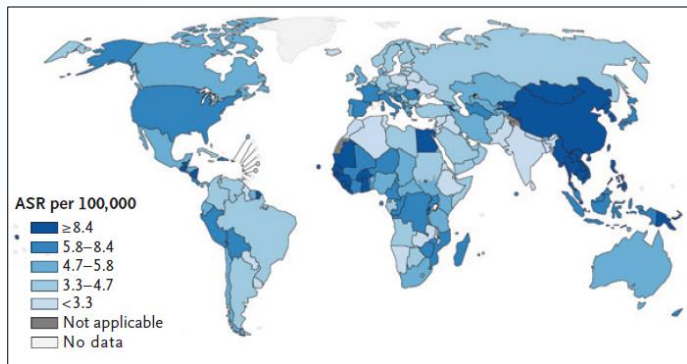 ASR per 100,000
≥8.4
5.8–8.4
4.7–5.8
3.3–4.7
<3.3
Not applicable
No data